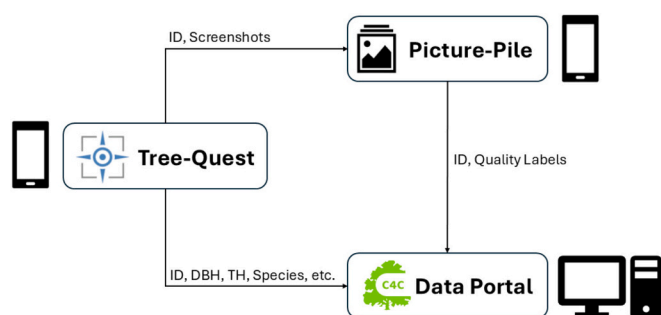 ID, Screenshots
Picture-Pile
Tree-Quest
ID, Quality Labels
ID, DBH, TH, Species, etc.
C4C
Data Portal